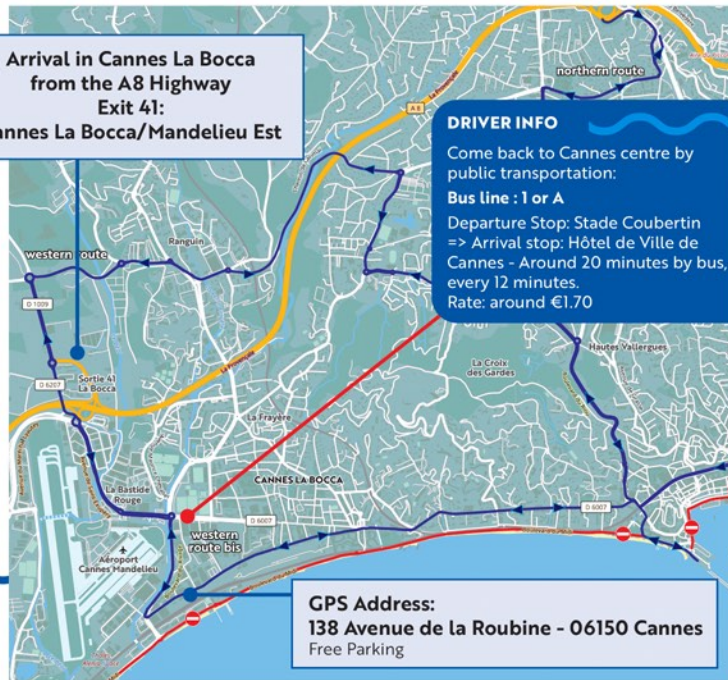 Arrival in Cannes La Bocca
from the A8 Highway
Exit 41:
annes La Bocca/Mandelieu Est
northern route
La Provençale
A 8
DRIVER INFO
Come back to Cannes centre by
public transportation:
Bus line : 1 or A
Departure Stop: Stade Coubertin
=> Arrival stop: Hôtel de Ville de
Cannes - Around 20 minutes by bus,
every 12 minutes.
Rate: around €1.70
western route
Ranguin
D 1009
La Provençale
Hautes Vallergues
La Croix
des Gardes
Sortie 41
La Bocca
D 6207
La Frayère
CANNES LA BOCCA
La Bastide
Rouge
D 6007
D 6007
western
route bis
Aéroport
Cannes Mandelieu
GPS Address:
138 Avenue de la Roubine - 06150 Cannes
Free Parking